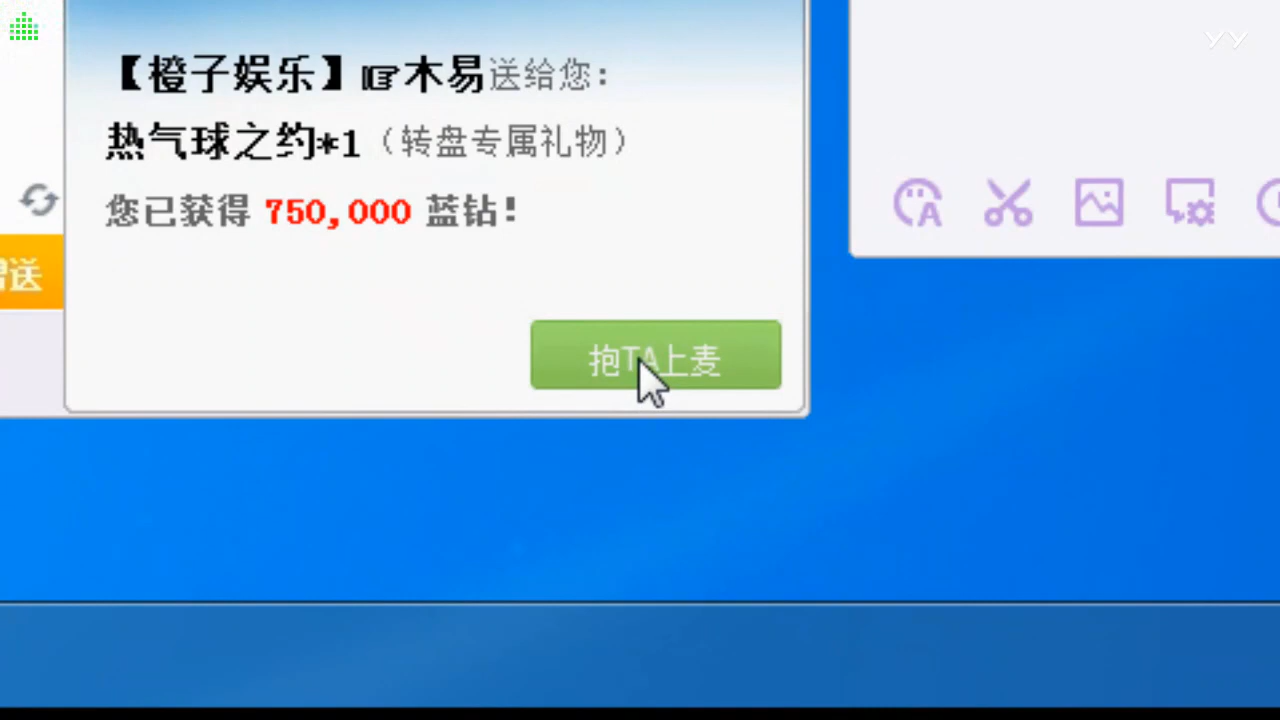 YY
【橙子娱乐】☞木易送给您:
热气球之约*1（转盘专属礼物）
您已获得 750,000 蓝钻!
送
抱TA上麦